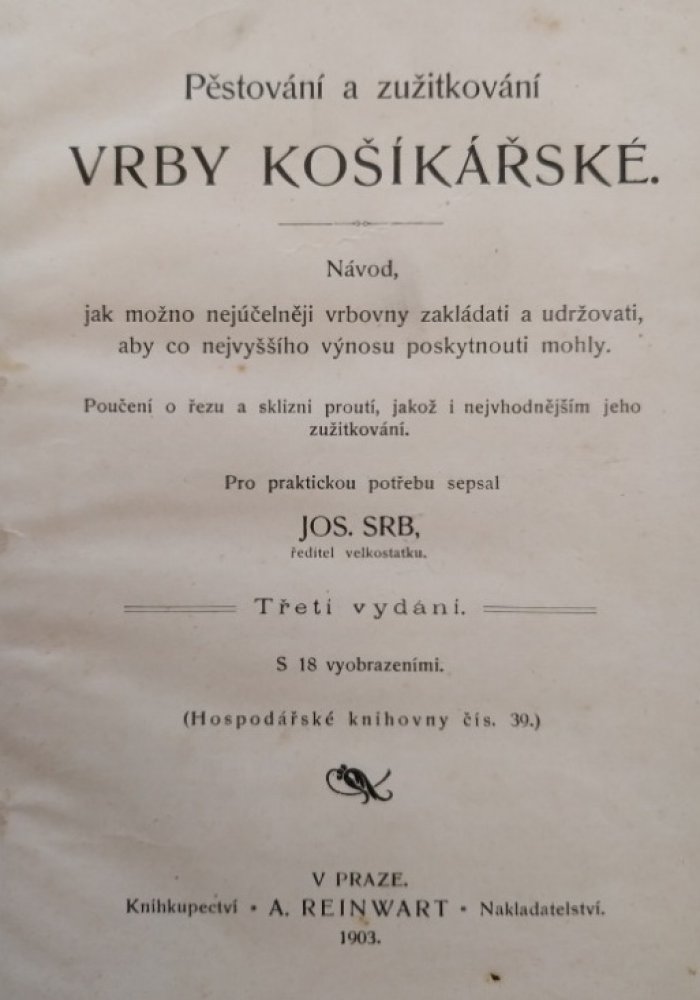 Pěstování a zužitkování
VRBY KOŠÍKÁŘSKÉ.
Návod,
jak možno nejúčelněji vrbovny zakládati a udržovati,
aby co nejvyššího výnosu poskytnouti mohly.
Poučení o řezu a sklizni proutí, jakož i nejvhodnějším jeho
zužitkování.
Pro praktickou potřebu sepsal
JOS. SRB,
ředitel velkostatku.
Třetí vydání.
S 18 vyobrazeními.
(Hospodářské knihovny čís. 39.)
V PRAZE.
Knihkupectví • A. REINWART • Nakladatelství.
1903.